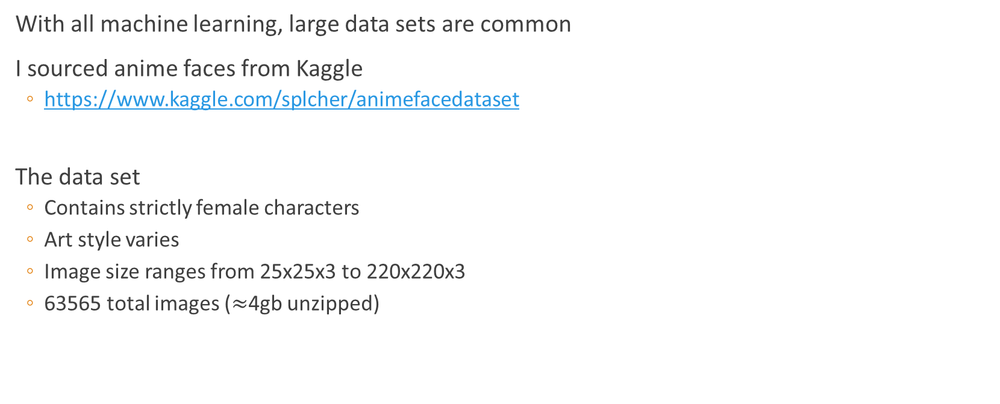 With all machine learning, large data sets are common
I sourced anime faces from Kaggle
◦ https://www.kaggle.com/splcher/animefacedataset
The data set
◦ Contains strictly female characters
◦ Art style varies
◦ Image size ranges from 25x25x3 to 220x220x3
◦ 63565 total images (≈4gb unzipped)